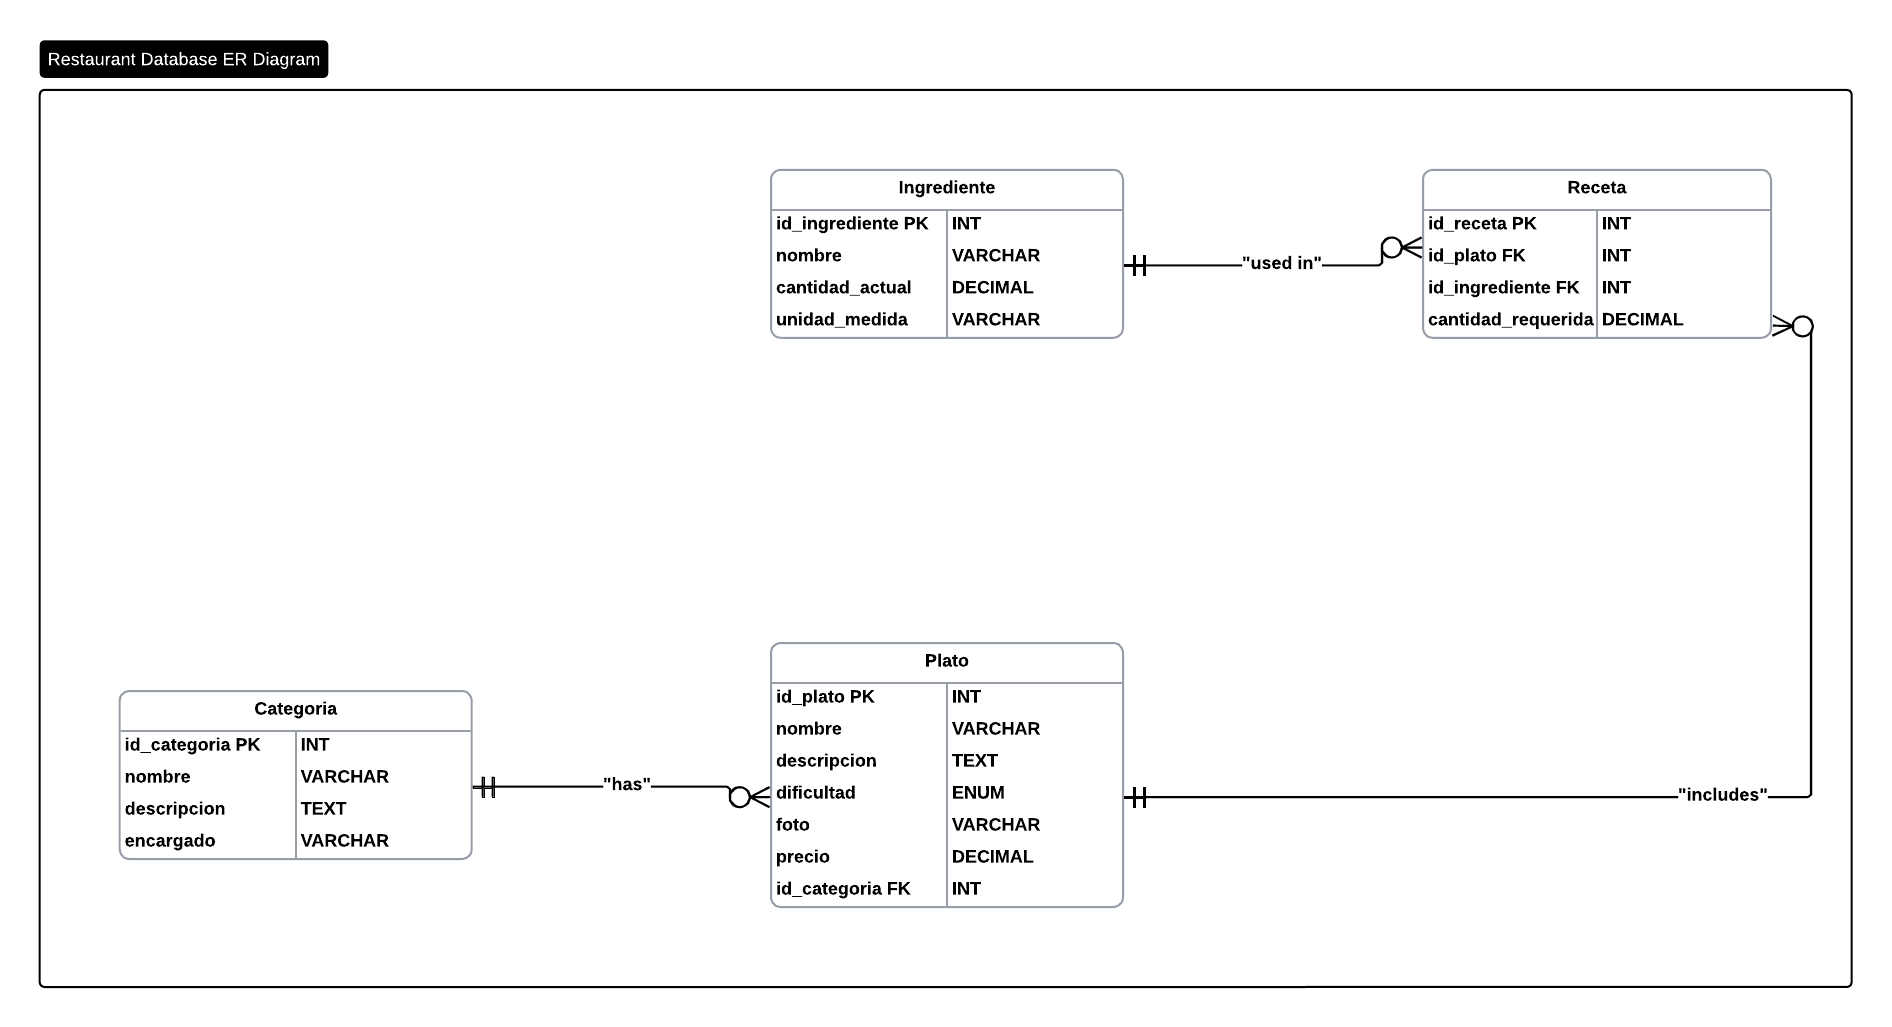 Restaurant Database ER Diagram
Ingrediente
id_ingrediente PK INT
nombre VARCHAR
cantidad_actual DECIMAL
unidad_medida VARCHAR
"used in"
Receta
id_receta PK INT
id_plato FK INT
id_ingrediente FK INT
cantidad_requerida DECIMAL
Categoria
id_categoria PK INT
nombre VARCHAR
descripcion TEXT
encargado VARCHAR
"has"
Plato
id_plato PK INT
nombre VARCHAR
descripcion TEXT
dificultad ENUM
foto VARCHAR
precio DECIMAL
id_categoria FK INT
"includes"